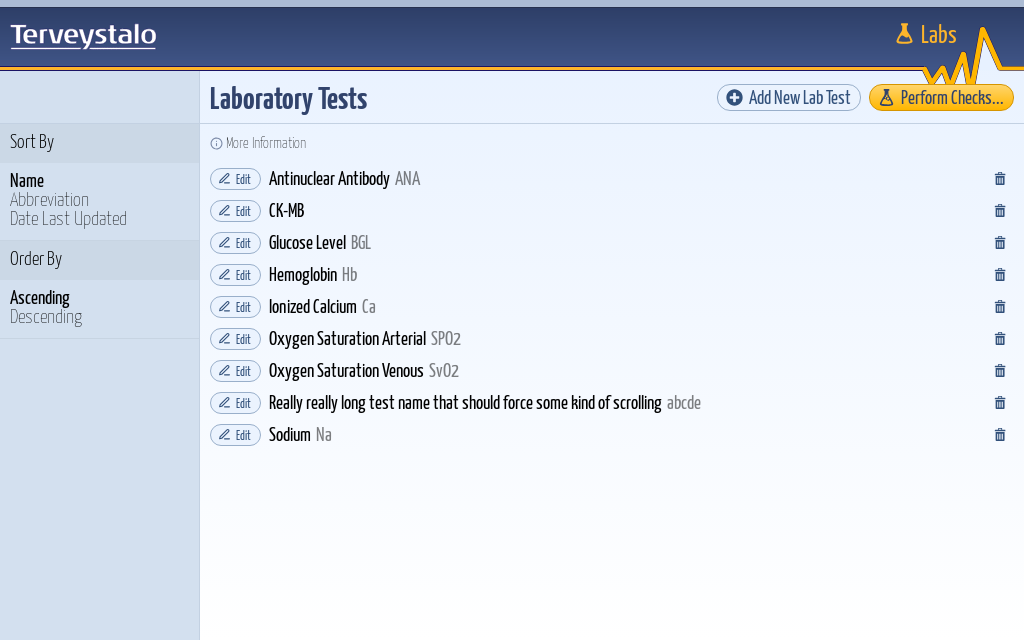 Terveystalo
Labs
Laboratory Tests
Add New Lab Test
Perform Checks...
Sort By
Name
Abbreviation
Date Last Updated
Order By
Ascending
Descending
More Information
Edit Antinuclear Antibody ANA
Edit CK-MB
Edit Glucose Level BGL
Edit Hemoglobin Hb
Edit Ionized Calcium Ca
Edit Oxygen Saturation Arterial SPO2
Edit Oxygen Saturation Venous SvO2
Edit Really really long test name that should force some kind of scrolling abcde
Edit Sodium Na